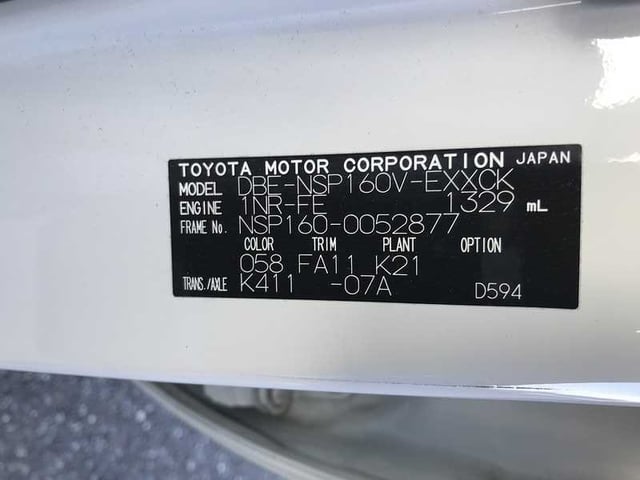 TOYOTA MOTOR CORPORATION JAPAN
MODEL DBE-NSP160V-EXXCK
ENGINE 1NR-FE 1329 mL
FRAME No. NSP160-0052877
COLOR TRIM PLANT OPTION
058 FA11 K21
TRANS./AXLE K411 -07A D594